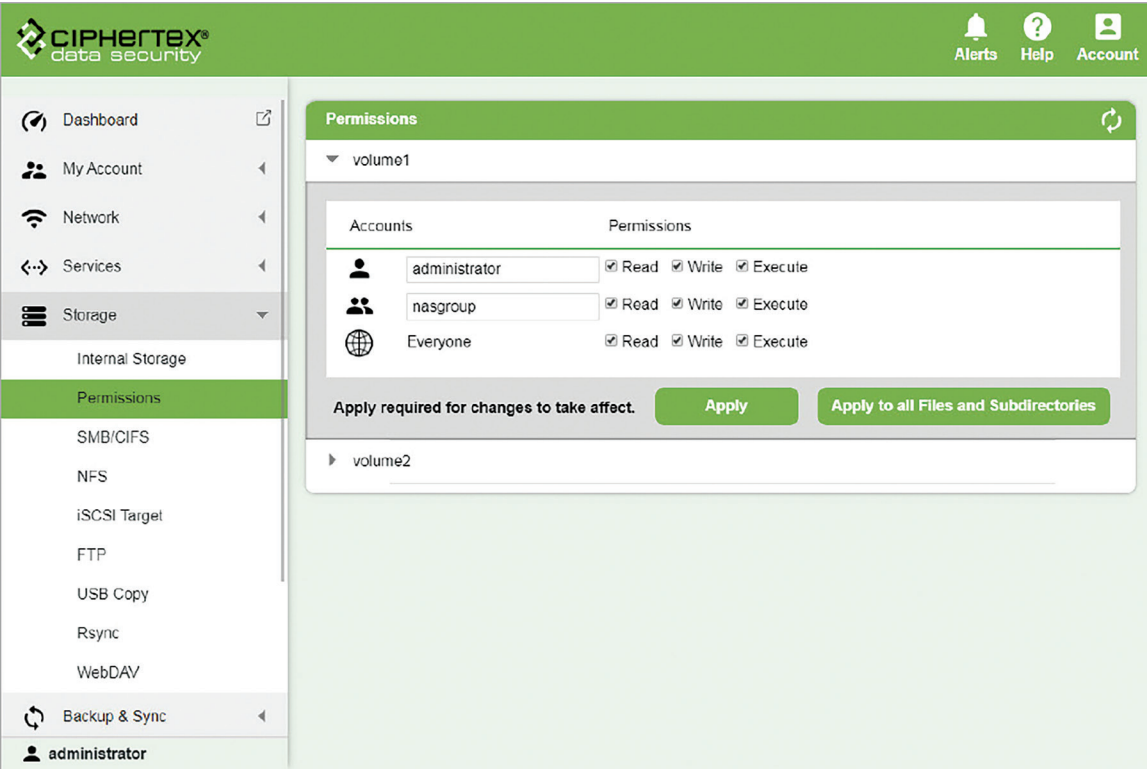 CIPHERTEX®
data security
Alerts
Help
Account
Dashboard
My Account
Network
Services
Storage
Internal Storage
Permissions
SMB/CIFS
NFS
iSCSI Target
FTP
USB Copy
Rsync
WebDAV
Backup & Sync
administrator
Permissions
volume1
Accounts Permissions
administrator Read Write Execute
nasgroup Read Write Execute
Everyone Read Write Execute
Apply required for changes to take affect. Apply Apply to all Files and Subdirectories
volume2